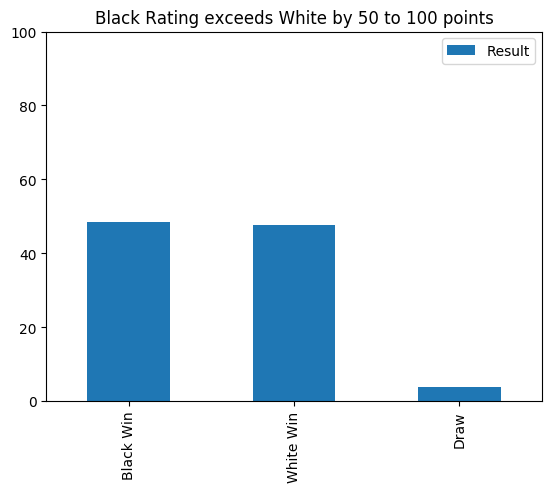 Black Rating exceeds White by 50 to 100 points
Result
100
80
60
40
20
0
Black Win
White Win
Draw